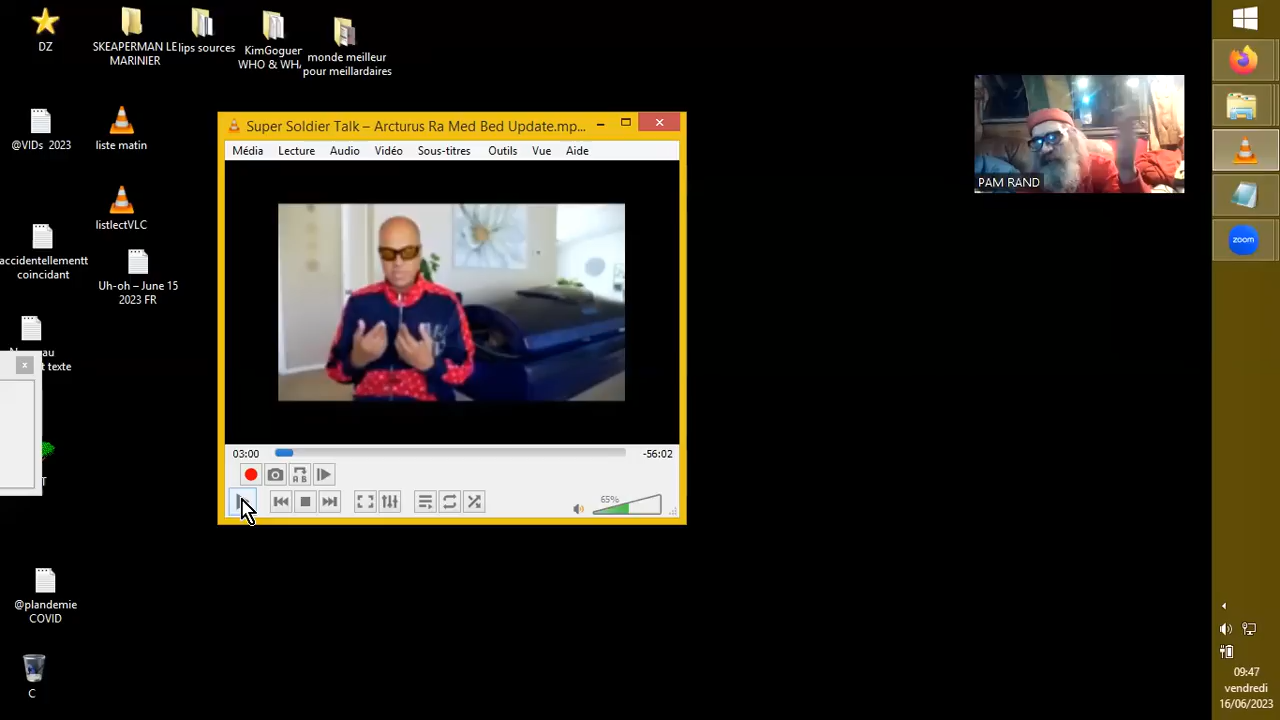 DZ
SKEAPERMAN LE
MARINIER
lips sources
KimGoguer
WHO & WH
monde meilleur
pour meillardaires
@VIDs 2023
liste matin
listlectVLC
accidentellementt
coincidant
Uh-oh – June 15
2023 FR
t texte
@plandemie
COVID
C
Super Soldier Talk – Arcturus Ra Med Bed Update.mp...
Média Lecture Audio Vidéo Sous-titres Outils Vue Aide
03:00
-56:02
A B
65%
PAM RAND
zoom
09:47
vendredi
16/06/2023